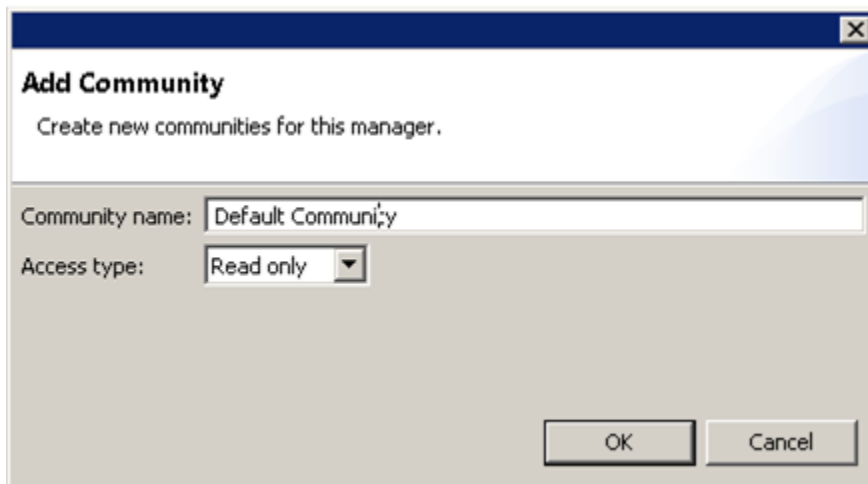 Add Community
Create new communities for this manager.
Community name: Default Community
Access type: Read only
OK Cancel